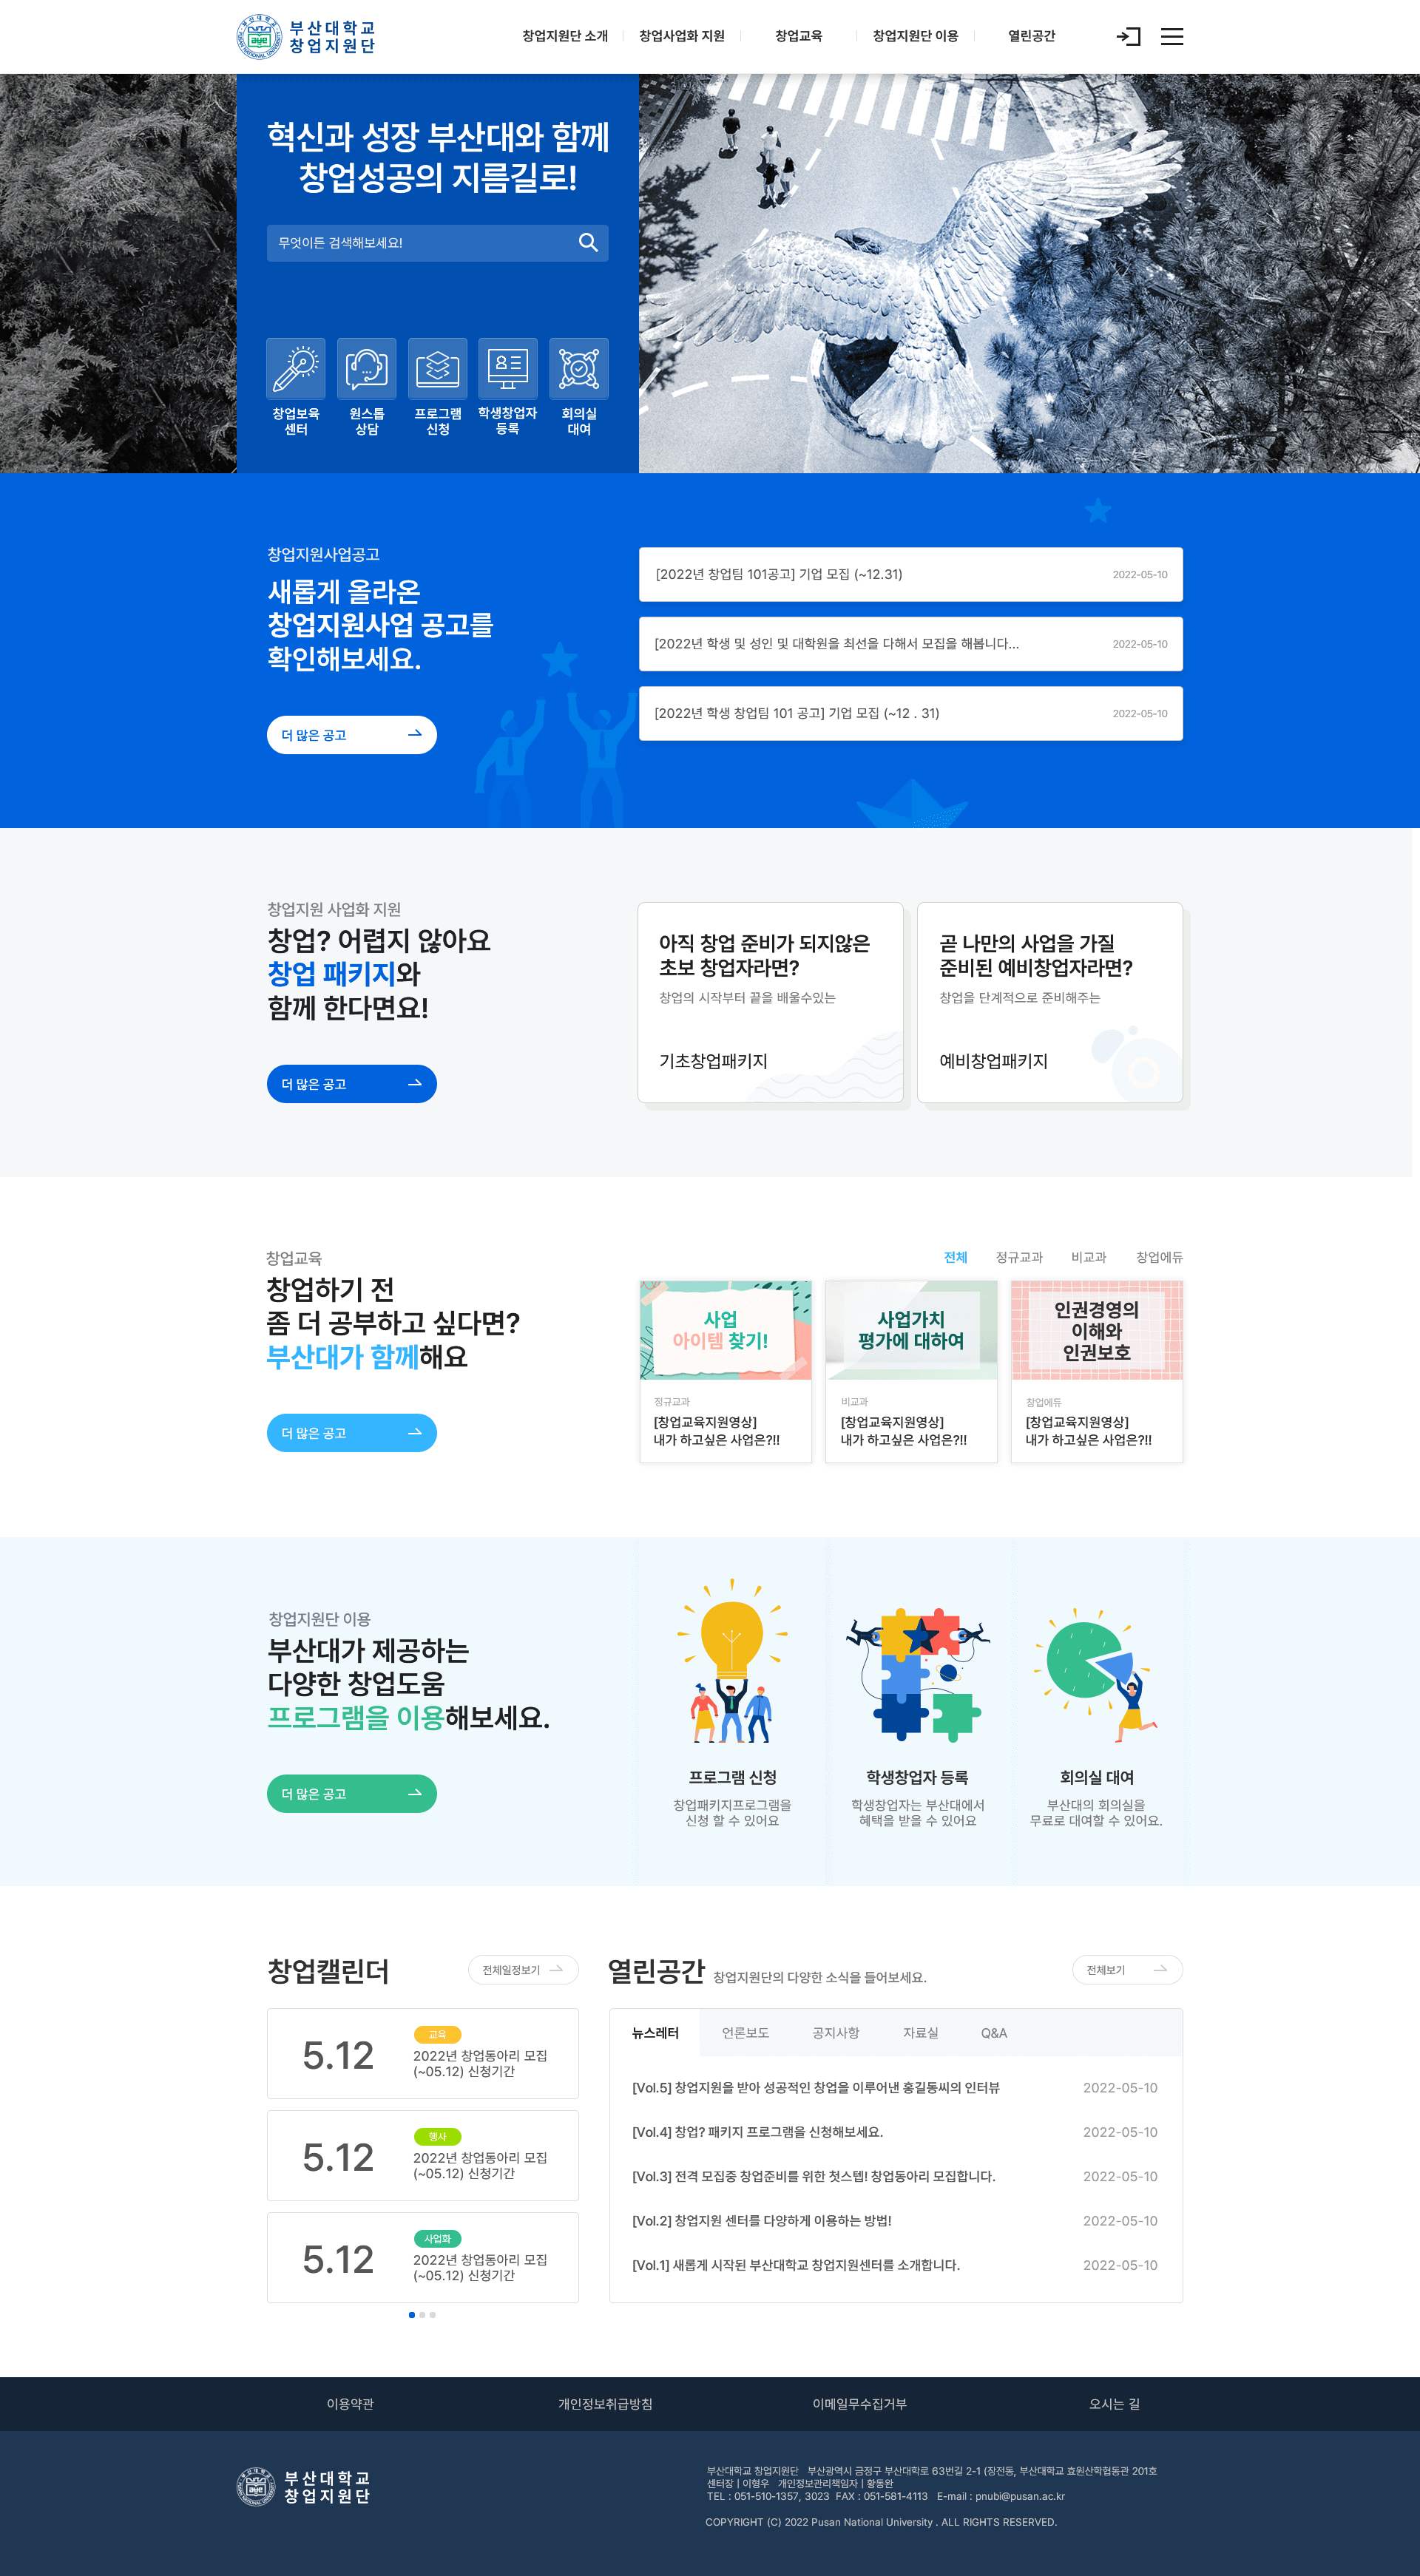 부산대학교
창업지원단
창업지원단 소개
창업사업화 지원
창업교육
창업지원단 이용
열린공간
혁신과 성장 부산대와 함께
창업성공의 지름길로!
무엇이든 검색해보세요!
창업보육
센터
원스톱
상담
프로그램
신청
학생창업자
등록
회의실
대여
창업지원사업공고
새롭게 올라온
창업지원사업 공고를
확인해보세요.
더 많은 공고
[2022년 창업팀 101공고] 기업 모집 (~12.31)
2022-05-10
[2022년 학생 및 성인 및 대학원을 최선을 다해서 모집을 해봅니다...
2022-05-10
[2022년 학생 창업팀 101 공고] 기업 모집 (~12 . 31)
2022-05-10
창업지원 사업화 지원
창업? 어렵지 않아요
창업 패키지와
함께 한다면요!
더 많은 공고
아직 창업 준비가 되지않은
초보 창업자라면?
창업의 시작부터 끝을 배울수있는
기초창업패키지
곧 나만의 사업을 가질
준비된 예비창업자라면?
창업을 단계적으로 준비해주는
예비창업패키지
창업교육
창업하기 전
좀 더 공부하고 싶다면?
부산대가 함께해요
더 많은 공고
전체
정규교과
비교과
창업에듀
사업
아이템 찾기!
정규교과
[창업교육지원영상]
내가 하고싶은 사업은?!!
사업가치
평가에 대하여
비교과
[창업교육지원영상]
내가 하고싶은 사업은?!!
인권경영의
이해와
인권보호
창업에듀
[창업교육지원영상]
내가 하고싶은 사업은?!!
창업지원단 이용
부산대가 제공하는
다양한 창업도움
프로그램을 이용해보세요.
더 많은 공고
프로그램 신청
창업패키지프로그램을
신청 할 수 있어요
학생창업자 등록
학생창업자는 부산대에서
혜택을 받을 수 있어요
회의실 대여
부산대의 회의실을
무료로 대여할 수 있어요.
창업캘린더
전체일정보기
5.12
교육
2022년 창업동아리 모집
(~05.12) 신청기간
5.12
행사
2022년 창업동아리 모집
(~05.12) 신청기간
5.12
사업화
2022년 창업동아리 모집
(~05.12) 신청기간
열린공간
창업지원단의 다양한 소식을 들어보세요.
전체보기
뉴스레터
언론보도
공지사항
자료실
Q&A
[Vol.5] 창업지원을 받아 성공적인 창업을 이루어낸 홍길동씨의 인터뷰
2022-05-10
[Vol.4] 창업? 패키지 프로그램을 신청해보세요.
2022-05-10
[Vol.3] 전격 모집중 창업준비를 위한 첫스텝! 창업동아리 모집합니다.
2022-05-10
[Vol.2] 창업지원 센터를 다양하게 이용하는 방법!
2022-05-10
[Vol.1] 새롭게 시작된 부산대학교 창업지원센터를 소개합니다.
2022-05-10
이용약관
개인정보취급방침
이메일무수집거부
오시는 길
부산대학교
창업지원단
부산대학교 창업지원단 부산광역시 금정구 부산대학로 63번길 2-1 (장전동, 부산대학교 효원산학협동관 201호
센터장 | 이형우 개인정보관리책임자 | 황동완
TEL : 051-510-1357, 3023 FAX : 051-581-4113 E-mail : pnubi@pusan.ac.kr
COPYRIGHT (C) 2022 Pusan National University . ALL RIGHTS RESERVED.